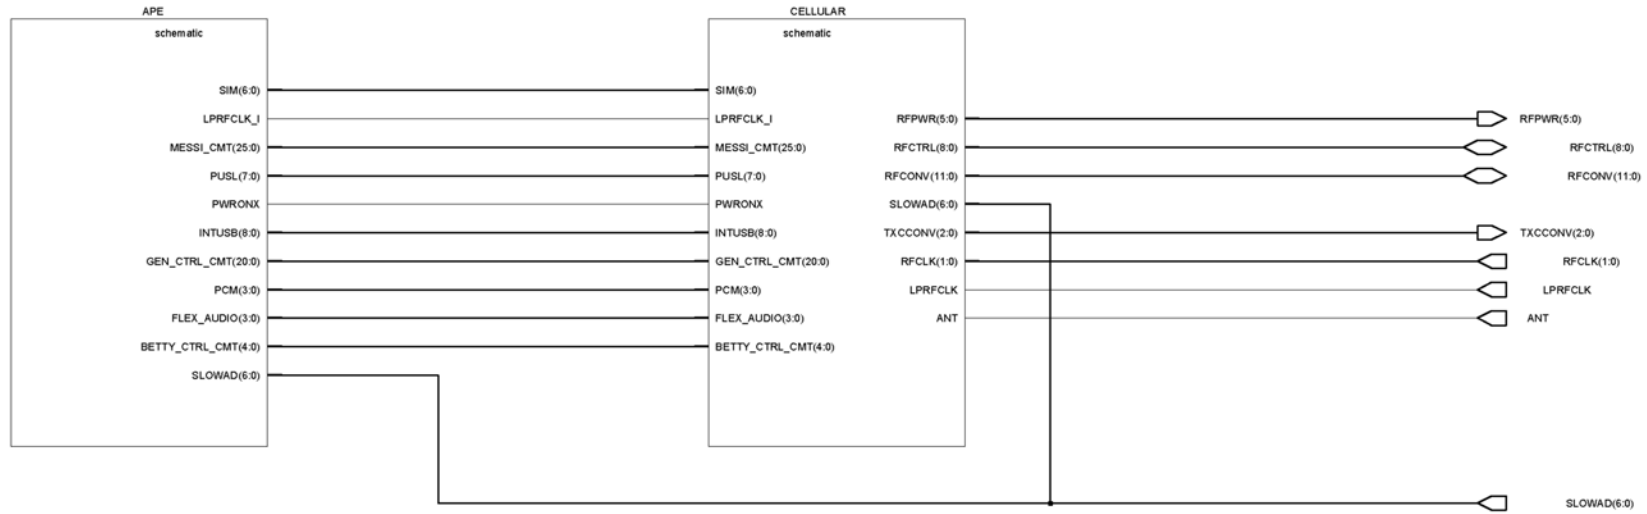 APE
CELLULAR
schematic
schematic
SIM(6:0)
LPRFCLK_I
MESSI_CMT(25:0)
PUSL(7:0)
PWRONX
INTUSB(8:0)
GEN_CTRL_CMT(20:0)
PCM(3:0)
FLEX_AUDIO(3:0)
BETTY_CTRL_CMT(4:0)
SLOWAD(6:0)
SIM(6:0)
LPRFCLK_I
MESSI_CMT(25:0)
PUSL(7:0)
PWRONX
INTUSB(8:0)
GEN_CTRL_CMT(20:0)
PCM(3:0)
FLEX_AUDIO(3:0)
BETTY_CTRL_CMT(4:0)
RFPWR(5:0)
RFCTRL(8:0)
RFCONV(11:0)
SLOWAD(6:0)
TXCCONV(2:0)
RFCLK(1:0)
LPRFCLK
ANT
RFPWR(5:0)
RFCTRL(8:0)
RFCONV(11:0)
TXCCONV(2:0)
RFCLK(1:0)
LPRFCLK
ANT
SLOWAD(6:0)